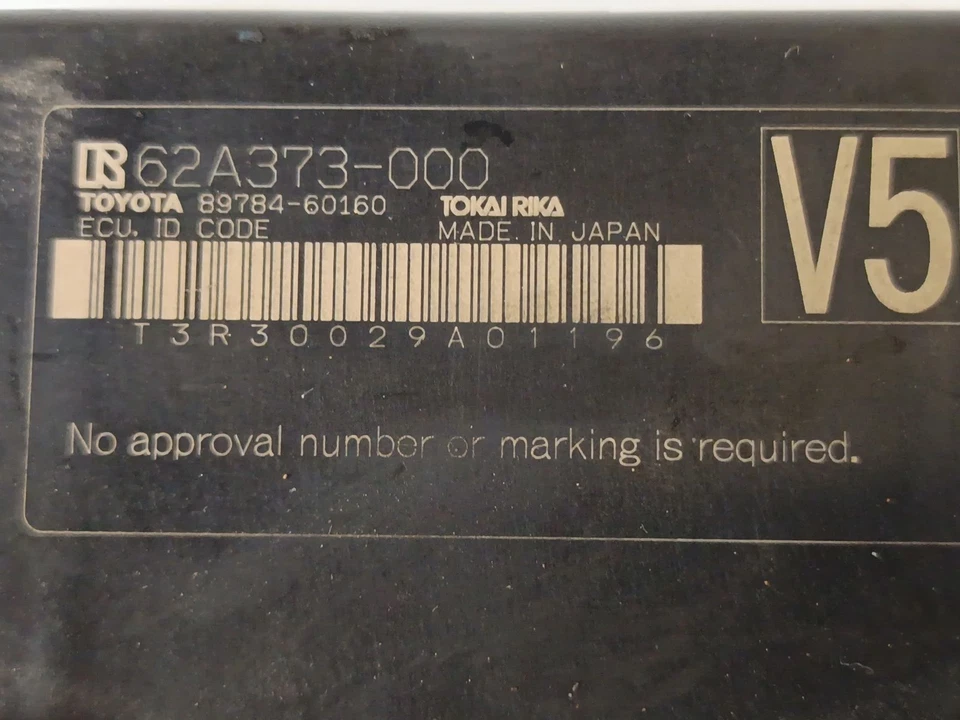 62A373-000
TOYOTA 89784-60160 TOKAI RIKA
ECU. ID CODE MADE IN JAPAN
T3R30029A01196
V5
No approval number or marking is required.